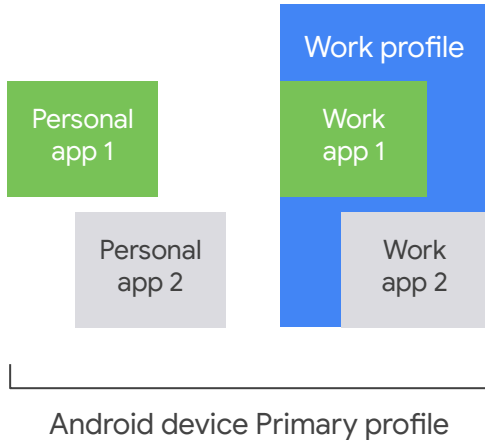 Work profile
Personal
app 1
Work
app 1
Personal
app 2
Work
app 2
Android device Primary profile